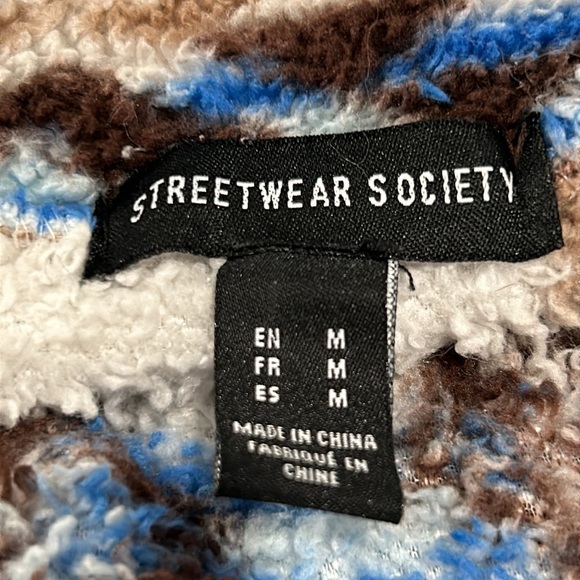 STREETWEAR SOCIETY
EN M
FR M
ES M
MADE IN CHINA
FABRIQUÉ EN
CHINE